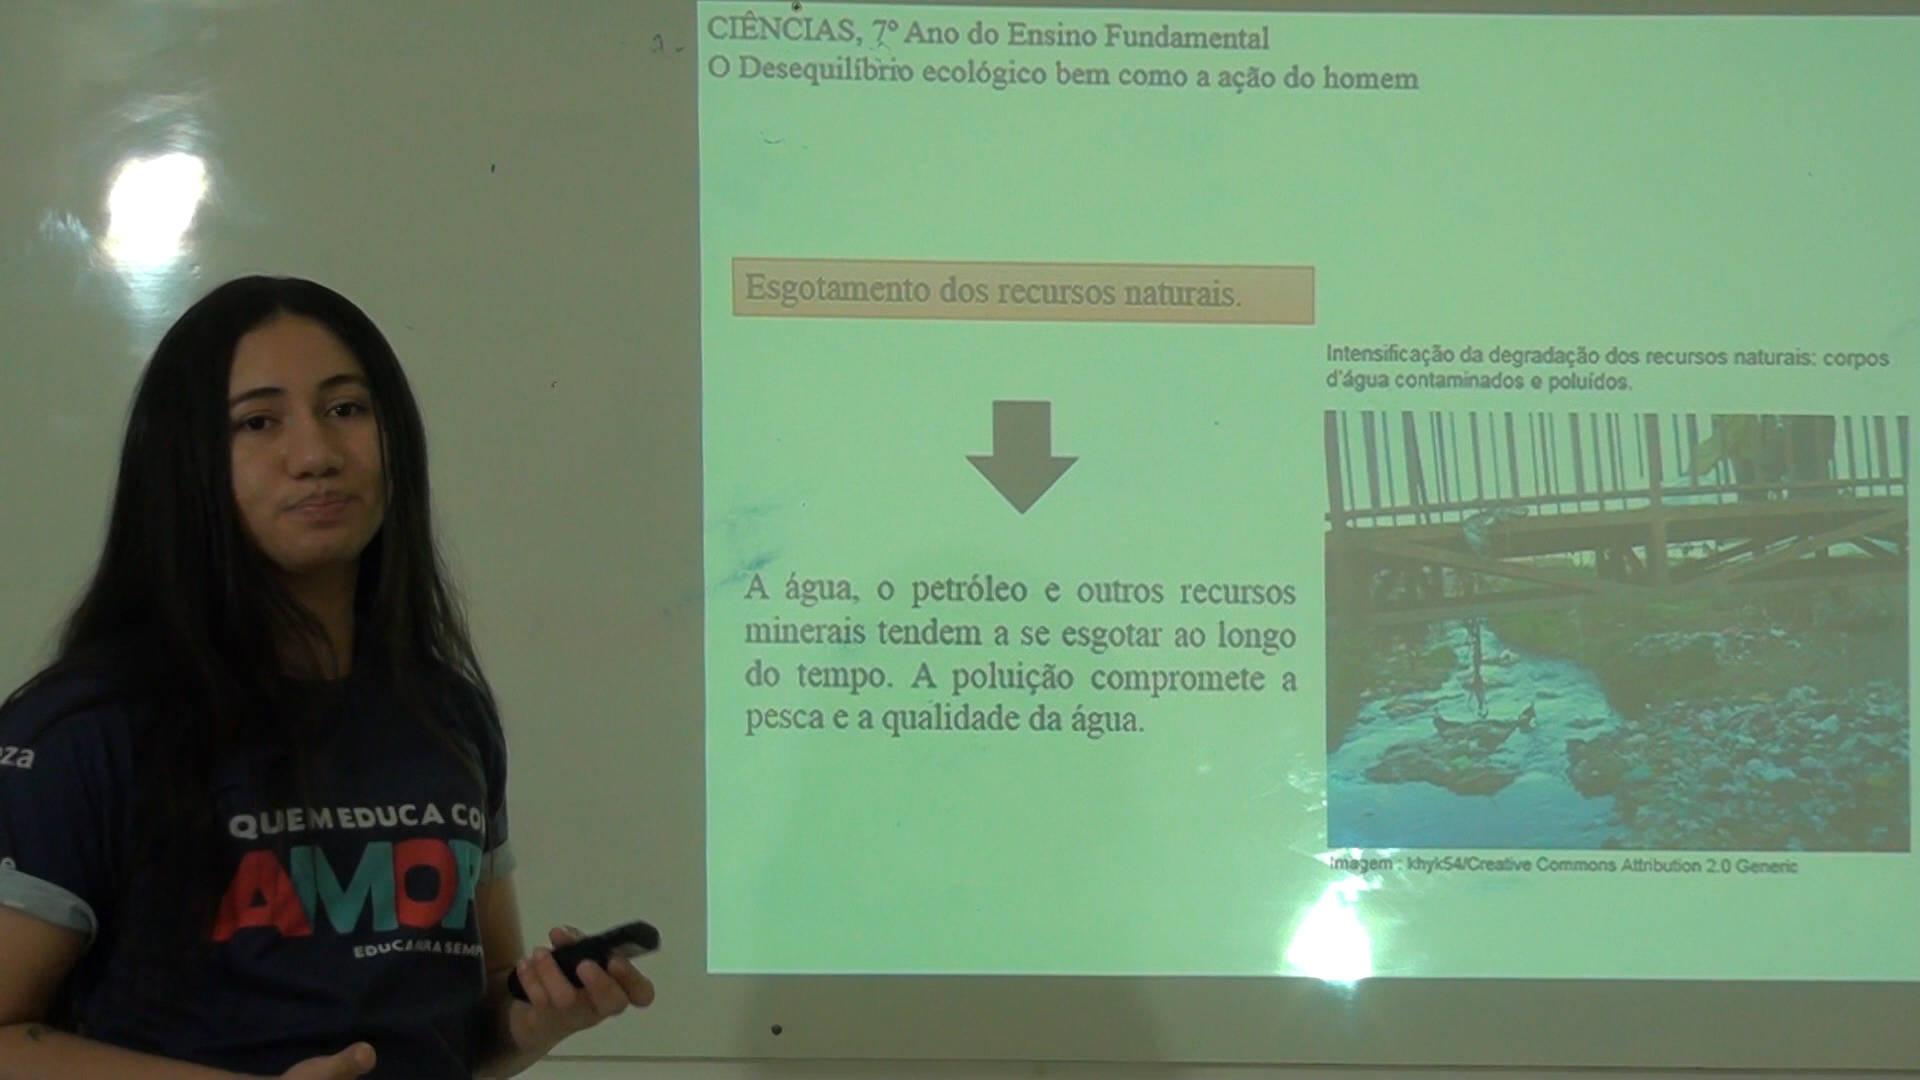 CIÊNCIAS, 7º Ano do Ensino Fundamental
O Desequilíbrio ecológico bem como a ação do homem
Esgotamento dos recursos naturais.
Intensificação da degradação dos recursos naturais: corpos
d'água contaminados e poluídos.
A água, o petróleo e outros recursos
minerais tendem a se esgotar ao longo
do tempo. A poluição compromete a
pesca e a qualidade da água.
Imagem : khyk54/Creative Commons Attribution 2.0 Generic
QUEM EDUCA CO
AMOR